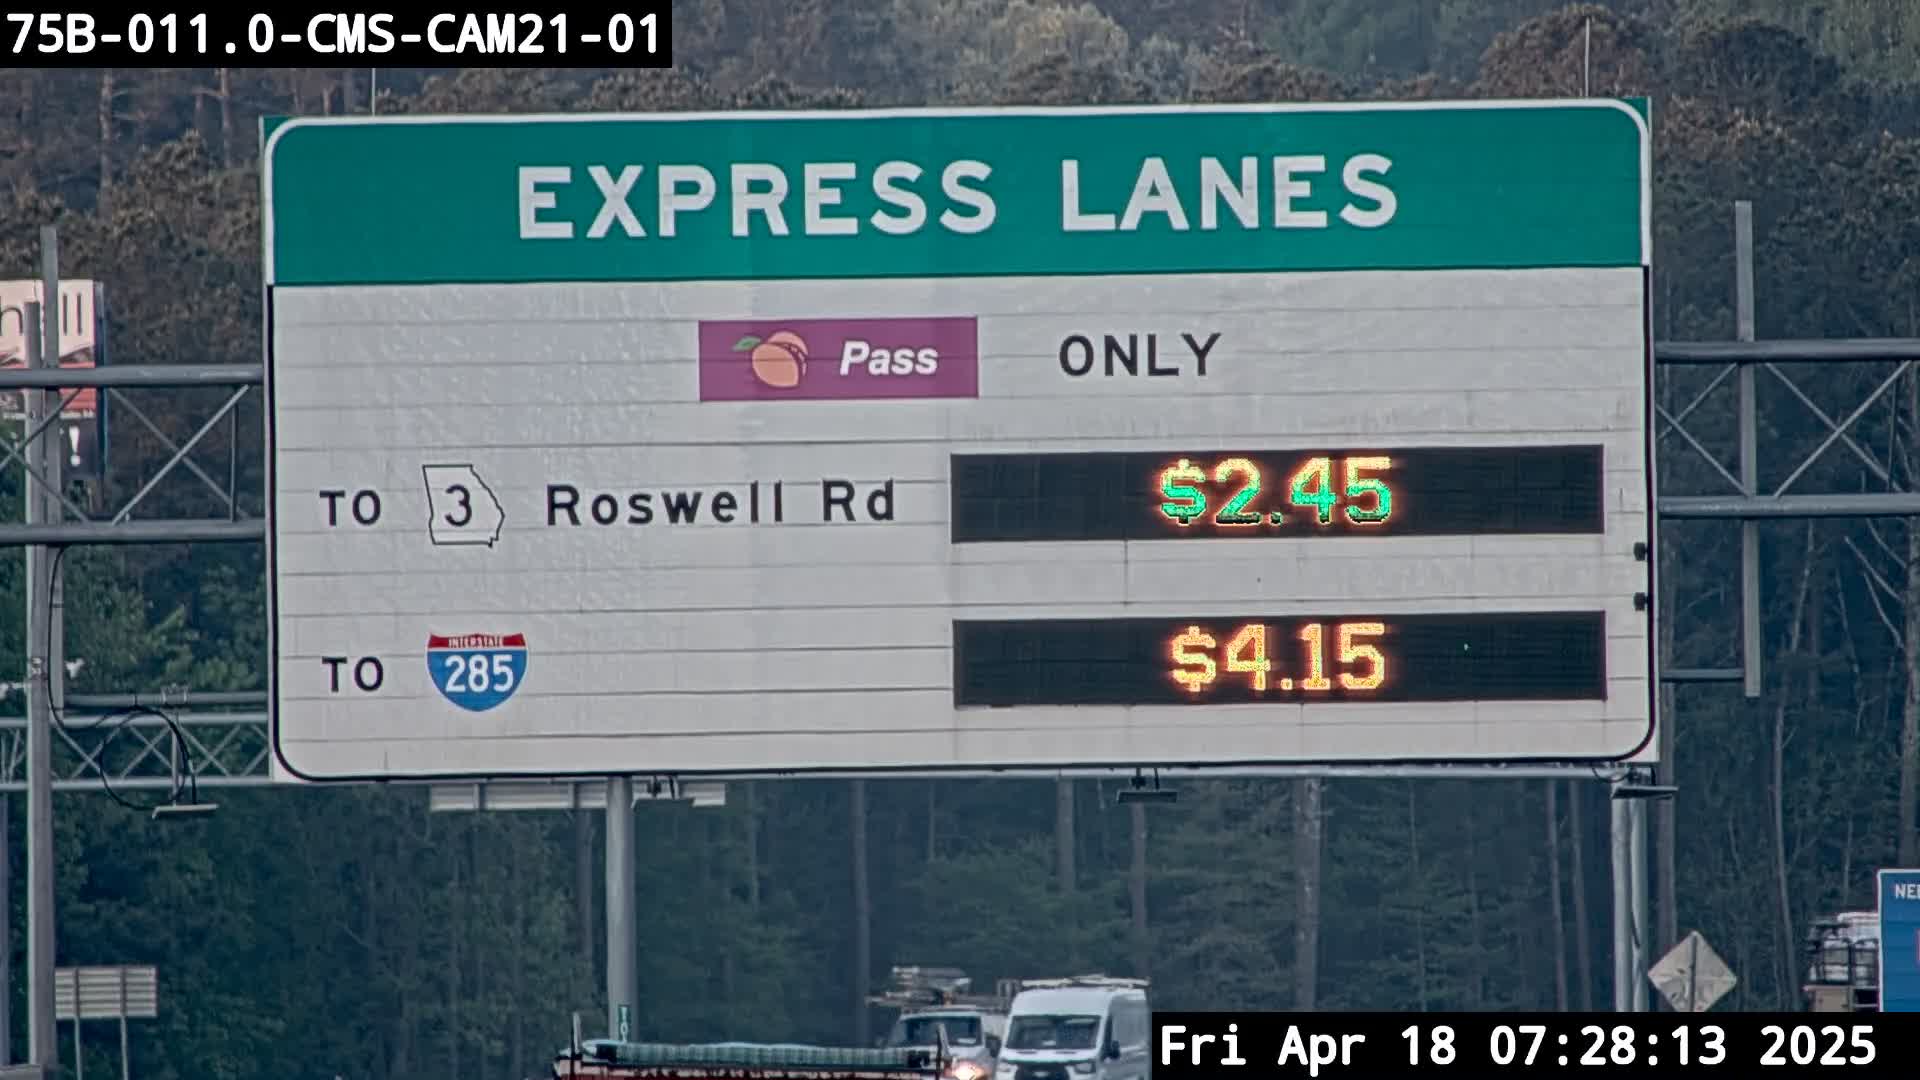 75B-011.0-CMS-CAM21-01
EXPRESS LANES
Pass ONLY
TO 3 Roswell Rd $2.45
TO INTERSTATE 285 $4.15
Fri Apr 18 07:28:13 2025